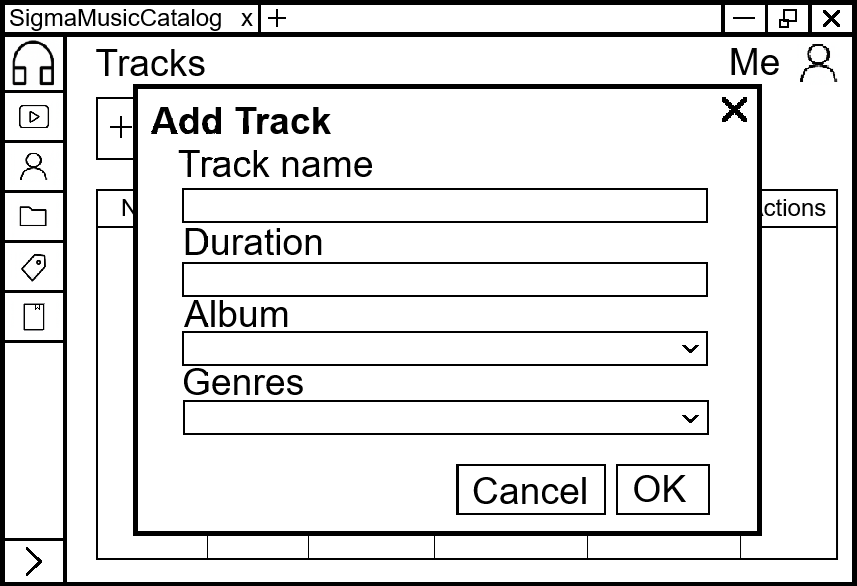 SigmaMusicCatalog x
Tracks
Me
Add Track
Track name
N
ctions
Duration
Album
Genres
Cancel
OK